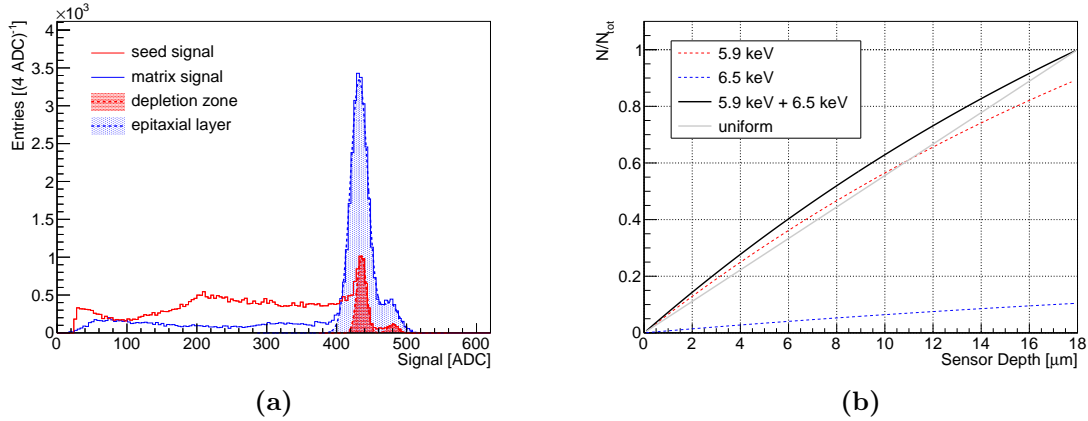 ×10³
Entries [(4 ADC)⁻¹]
4
3.5
3
2.5
2
1.5
1
0.5
0
seed signal
matrix signal
depletion zone
epitaxial layer
0 100 200 300 400 500 600
Signal [ADC]
(a)
N/N_tot
1
0.8
0.6
0.4
0.2
0
5.9 keV
6.5 keV
5.9 keV + 6.5 keV
uniform
0 2 4 6 8 10 12 14 16 18
Sensor Depth [μm]
(b)